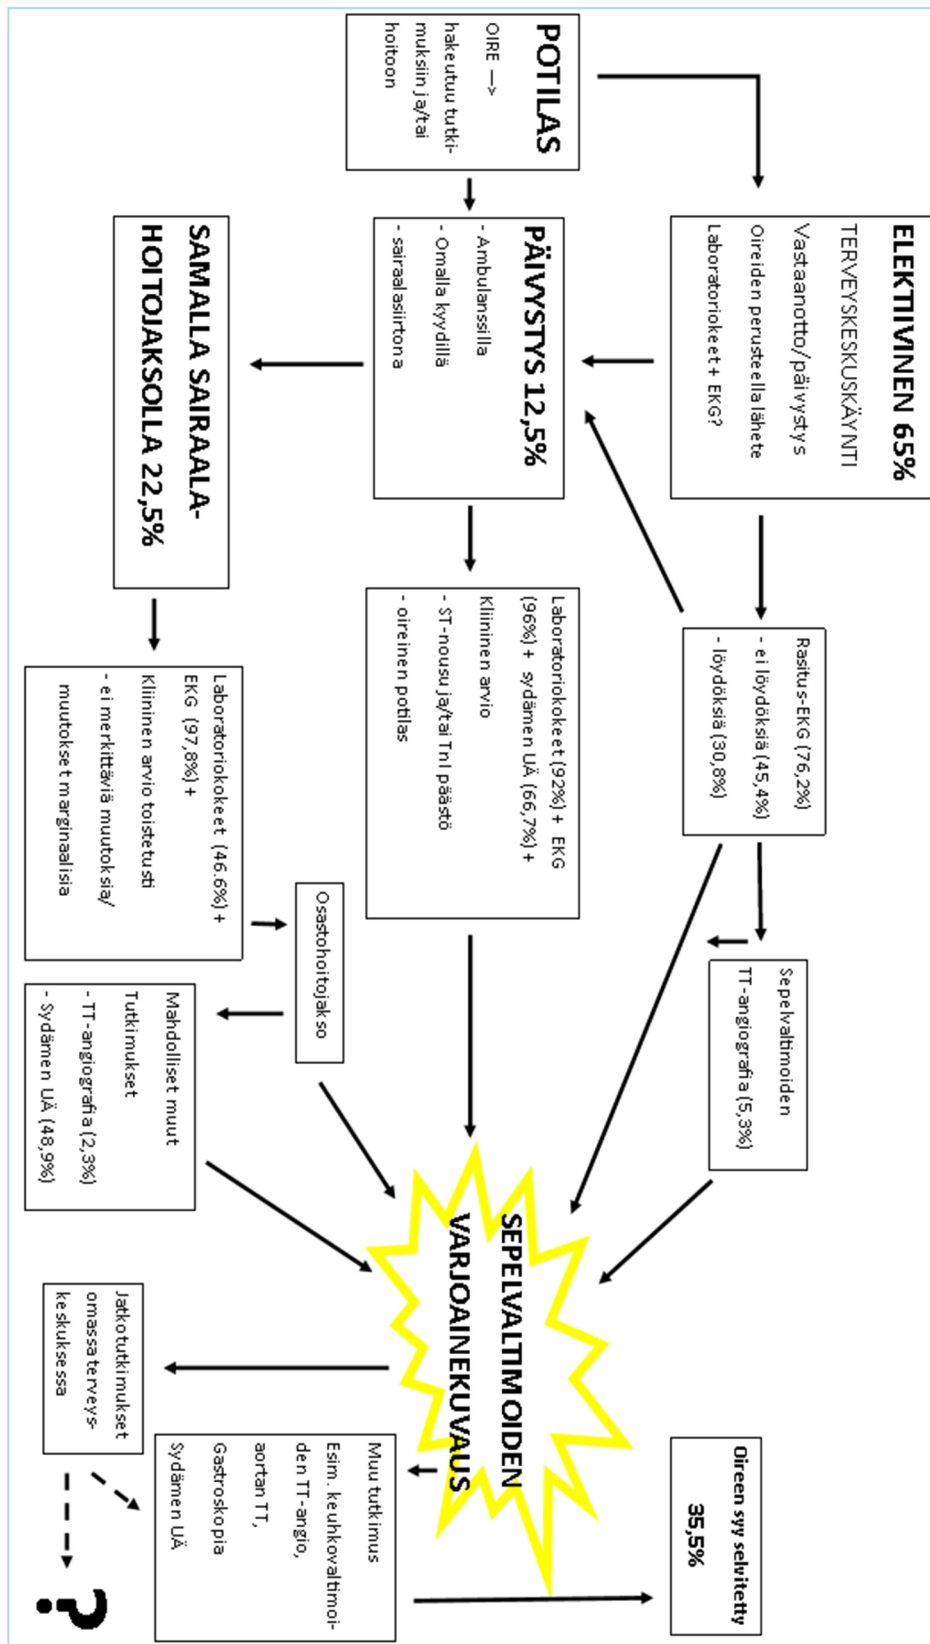 POTILAS
OIRE —>
hakeutuu tutki-
muksiin ja/tai
hoitoon
ELEKTIIVINEN 65%
TERVEYSKESKUSKÄYNTI
Vastaanotto/päivystys
Oireiden perusteella lähete
Laboratoriokeet + EKG?
PÄIVYSTYS 12,5%
- Ambulanssilla
- Omalla kyydillä
- sairaalasiirtona
SAMALLA SAIRAALA-
HOITOJAKSOLLA 22,5%
Rasitus-EKG (76,2%)
- ei löydöksiä (45,4%)
- löydöksiä (30,8%)
Laboratoriokokeet (92%) + EKG
(96%) + sydämen UÄ (66,7%) +
Kliininen arvio
- ST-nousu ja/tai TnI päästö
- oireinen potilas
Laboratoriokokeet (46.6%) +
EKG (97,8%) +
Kliininen arvio toistetusti
- ei merkittäviä muutoksia/
muutokset marginaalisia
Osastohoitojakso
Sepelvaltimoiden
TT-angiografia (5,3%)
Mahdolliset muut
Tutkimukset
- TT-angiografia (2,3%)
- Sydämen UÄ (48,9%)
SEPELVALTIMOIDEN
VARJOAINEKUVAUS
Oireen syy selvitetty
35,5%
Muu tutkimus
Esim. keuhkovaltimoi-
den TT-angio,
aortan TT,
Gastroskopia
Sydämen UÄ
Jatkotutkimukset
omassa terveys-
keskuksessa
?